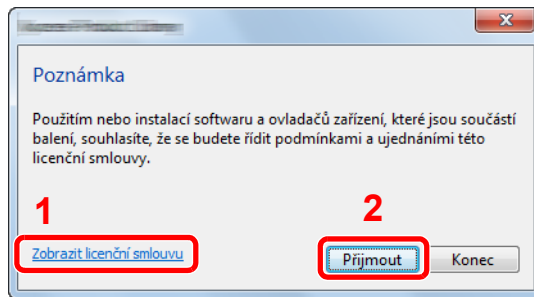 Poznámka
Použitím nebo instalací softwaru a ovladačů zařízení, které jsou součástí
balení, souhlasíte, že se budete řídit podmínkami a ujednáními této
licenční smlouvy.
1
2
Zobrazit licenční smlouvu
Přijmout
Konec